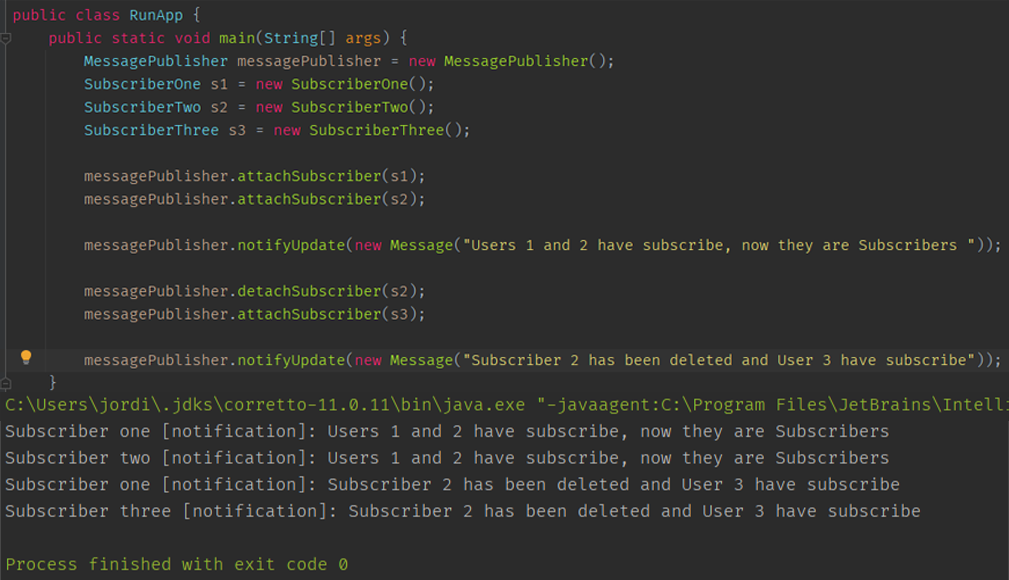 public class RunApp {
public static void main(String[] args) {
MessagePublisher messagePublisher = new MessagePublisher();
SubscriberOne s1 = new SubscriberOne();
SubscriberTwo s2 = new SubscriberTwo();
SubscriberThree s3 = new SubscriberThree();
messagePublisher.attachSubscriber(s1);
messagePublisher.attachSubscriber(s2);
messagePublisher.notifyUpdate(new Message("Users 1 and 2 have subscribe, now they are Subscribers "));
messagePublisher.detachSubscriber(s2);
messagePublisher.attachSubscriber(s3);
messagePublisher.notifyUpdate(new Message("Subscriber 2 has been deleted and User 3 have subscribe"));
}
C:\Users\jordi\.jdks\corretto-11.0.11\bin\java.exe "-javaagent:C:\Program Files\JetBrains\Intelli
Subscriber one [notification]: Users 1 and 2 have subscribe, now they are Subscribers
Subscriber two [notification]: Users 1 and 2 have subscribe, now they are Subscribers
Subscriber one [notification]: Subscriber 2 has been deleted and User 3 have subscribe
Subscriber three [notification]: Subscriber 2 has been deleted and User 3 have subscribe
Process finished with exit code 0